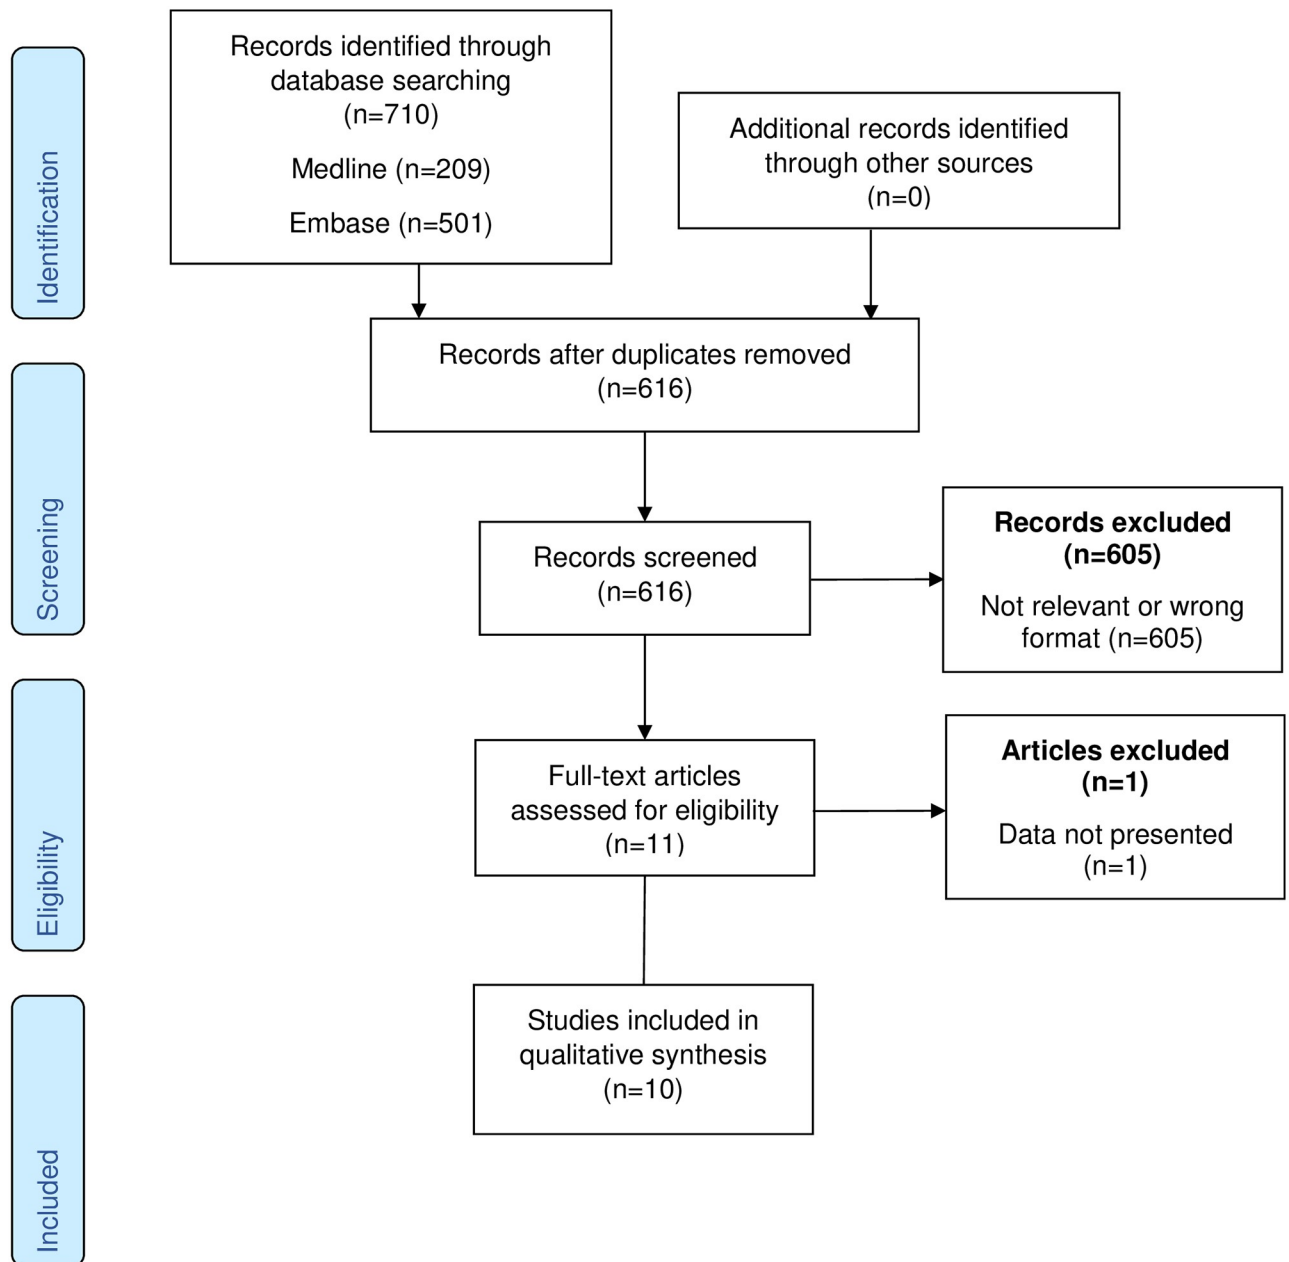 Identification
Records identified through
database searching
(n=710)
Medline (n=209)
Embase (n=501)
Additional records identified
through other sources
(n=0)
Records after duplicates removed
(n=616)
Screening
Records screened
(n=616)
Records excluded
(n=605)
Not relevant or wrong
format (n=605)
Eligibility
Full-text articles
assessed for eligibility
(n=11)
Articles excluded
(n=1)
Data not presented
(n=1)
Included
Studies included in
qualitative synthesis
(n=10)